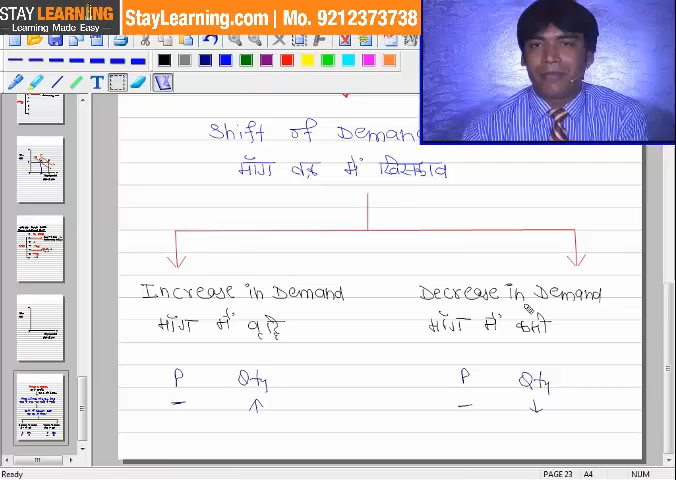 STAY LEARNING
Learning Made Easy
StayLearning.com | Mo. 9212373738
Shift of Demand
माँग वक्र में खिसकाव
Increase in Demand
Decrease in Demand
माँग में वृद्धि
माँग में कमी
P Qty
P Qty
– ↑
– ↓
Ready
PAGE 23 A4 NUM